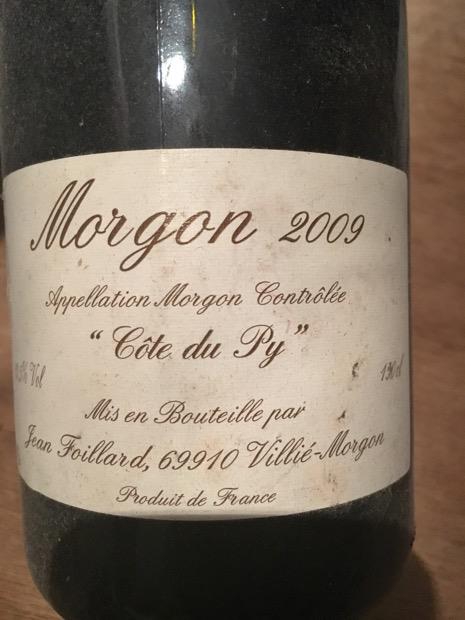 Morgon 2009
Appellation Morgon Contrôlée
“Côte du Py”
% Vol
Mis en Bouteille par
Jean Foillard, 69910 Villié-Morgon
Produit de France